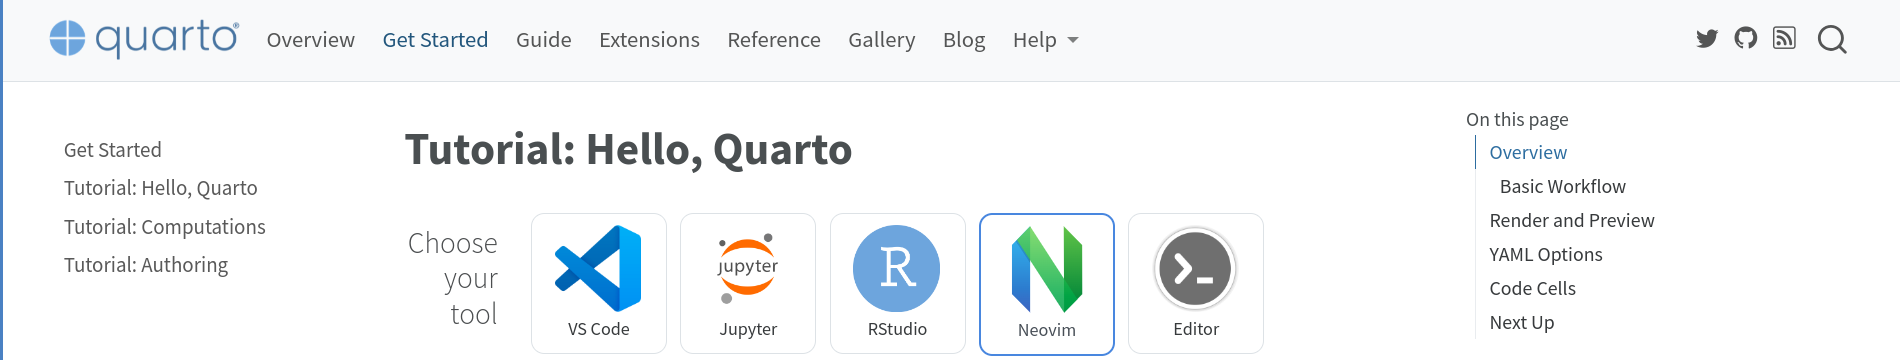 quarto®
Overview
Get Started
Guide
Extensions
Reference
Gallery
Blog
Help
Get Started
Tutorial: Hello, Quarto
Tutorial: Computations
Tutorial: Authoring
Tutorial: Hello, Quarto
Choose
your
tool
VS Code
jupyter
Jupyter
R
RStudio
Neovim
Editor
On this page
Overview
Basic Workflow
Render and Preview
YAML Options
Code Cells
Next Up